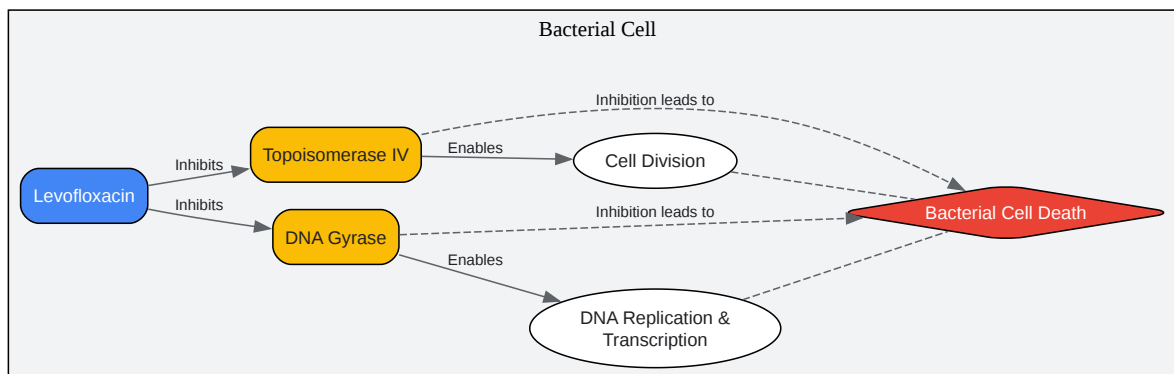 Bacterial Cell
Inhibition leads to
Inhibits
Topoisomerase IV
Enables
Cell Division
Levofloxacin
Inhibits
DNA Gyrase
Inhibition leads to
Bacterial Cell Death
Enables
DNA Replication &
Transcription